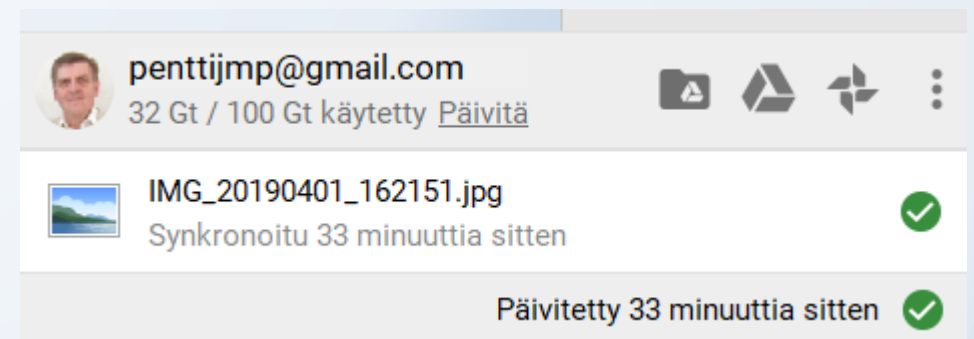 penttijmp@gmail.com
32 Gt / 100 Gt käytetty Päivitä
IMG_20190401_162151.jpg
Synkronoitu 33 minuuttia sitten
Päivitetty 33 minuuttia sitten